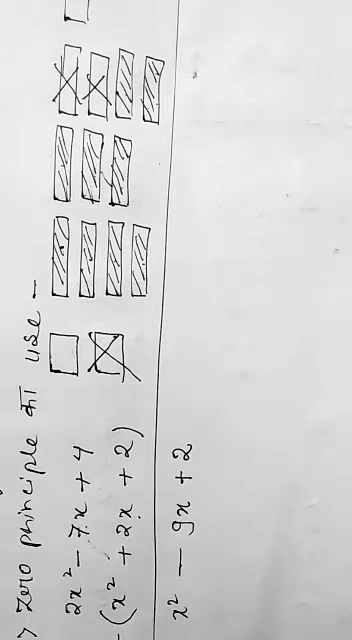 > Zero principle का use -
2x² - 7x + 4
- (x² + 2x + 2)
x² - 9x + 2